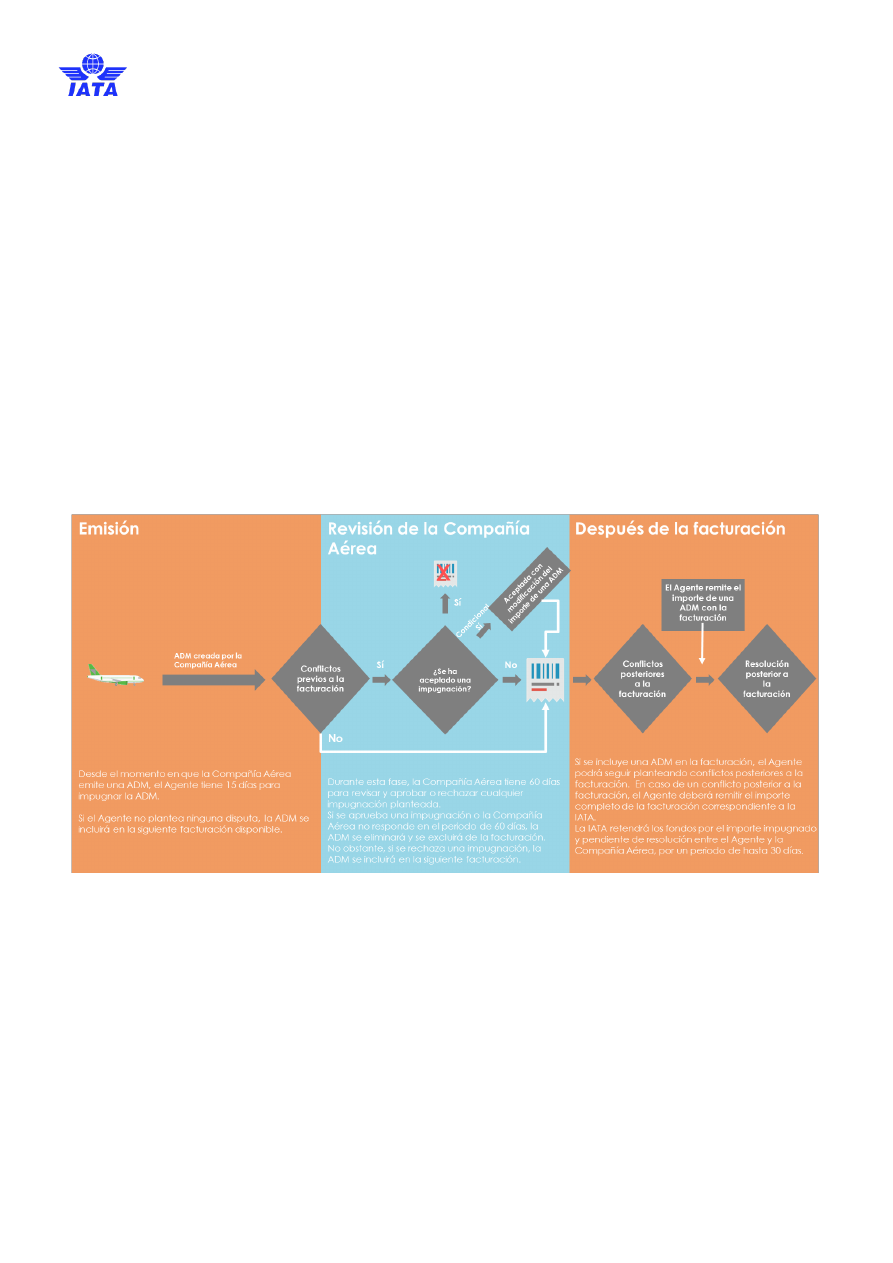 IATA
Emisión
ADM creada por la
Compañía Aérea
Conflictos
previos a la
facturación
Desde el momento en que la Compañía Aérea
emite una ADM, el Agente tiene 15 días para
impugnar la ADM.
Si el Agente no plantea ninguna disputa, la ADM se
incluirá en la siguiente facturación disponible.
Revisión de la Compañía
Aérea
Sí
¿Se ha
aceptado una
impugnación?
Sí
Condicional
Sí
Aceptada con
modificación del
importe de una ADM
No
No
Durante esta fase, la Compañía Aérea tiene 60 días
para revisar y aprobar o rechazar cualquier
impugnación planteada.
Si se aprueba una impugnación o la Compañía
Aérea no responde en el periodo de 60 días, la
ADM se eliminará y se excluirá de la facturación.
No obstante, si se rechaza una impugnación, la
ADM se incluirá en la siguiente facturación.
Después de la facturación
El Agente remite el
importe de una
ADM con la
facturación
Conflictos
posteriores
a la
facturación
Resolución
posterior a
la
facturación
Si se incluye una ADM en la facturación, el Agente
podrá seguir planteando conflictos posteriores a la
facturación. En caso de un conflicto posterior a la
facturación, el Agente deberá remitir el importe
completo de la facturación correspondiente a la
IATA.
La IATA retendrá los fondos por el importe impugnado
y pendiente de resolución entre el Agente y la
Compañía Aérea, por un periodo de hasta 30 días.